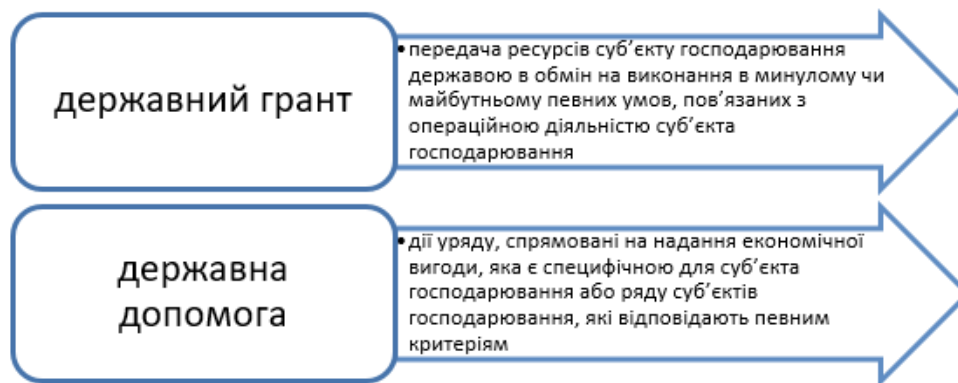 державний грант
•передача ресурсів суб’єкту господарювання
державою в обмін на виконання в минулому чи
майбутньому певних умов, пов’язаних з
операційною діяльністю суб’єкта
господарювання
державна
допомога
•дії уряду, спрямовані на надання економічної
вигоди, яка є специфічною для суб’єкта
господарювання або ряду суб’єктів
господарювання, які відповідають певним
критеріям